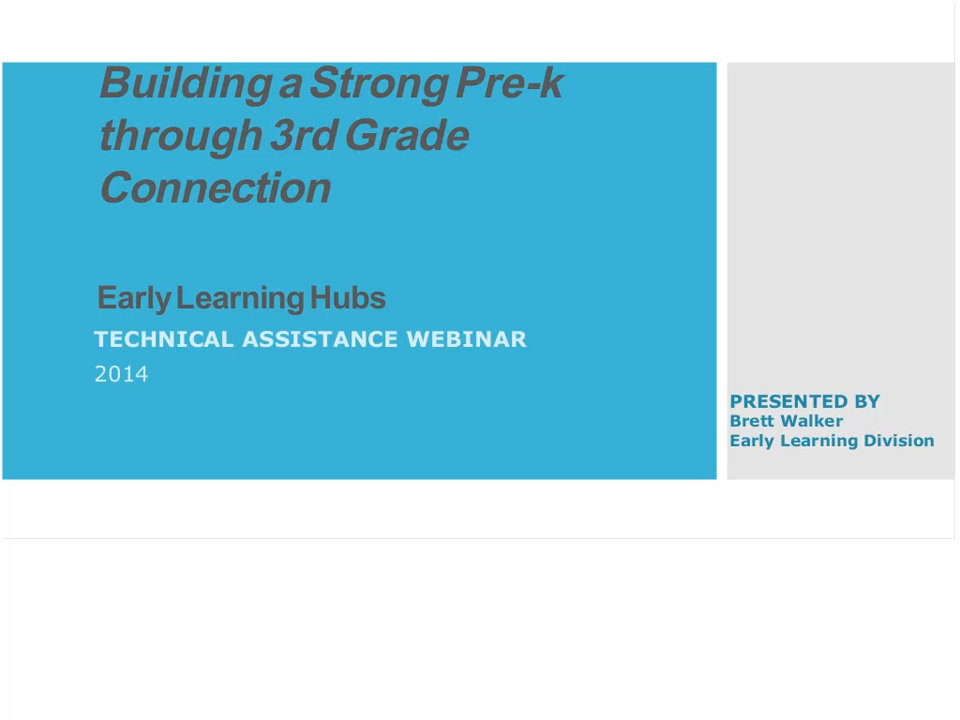 Building a Strong Pre-k
through 3rd Grade
Connection
Early Learning Hubs
TECHNICAL ASSISTANCE WEBINAR
2014
PRESENTED BY
Brett Walker
Early Learning Division